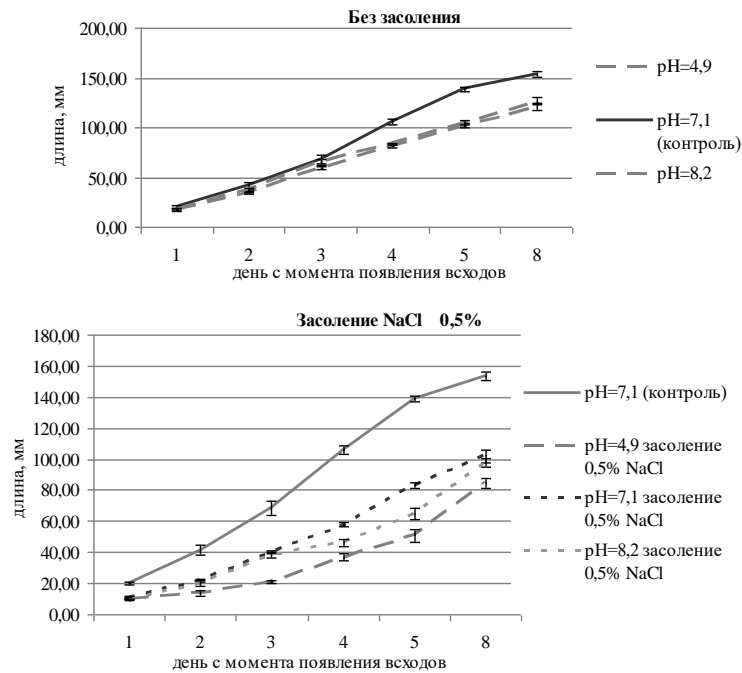 Без засоления
200,00
150,00
100,00
50,00
0,00
длина, мм
1 2 3 4 5 8
день с момента появления всходов
pH=4,9
pH=7,1
(контроль)
pH=8,2
Засоление NaCl 0,5%
180,00
160,00
140,00
120,00
100,00
80,00
60,00
40,00
20,00
0,00
длина, мм
1 2 3 4 5 8
день с момента появления всходов
pH=7,1 (контроль)
pH=4,9 засоление
0,5% NaCl
pH=7,1 засоление
0,5% NaCl
pH=8,2 засоление
0,5% NaCl